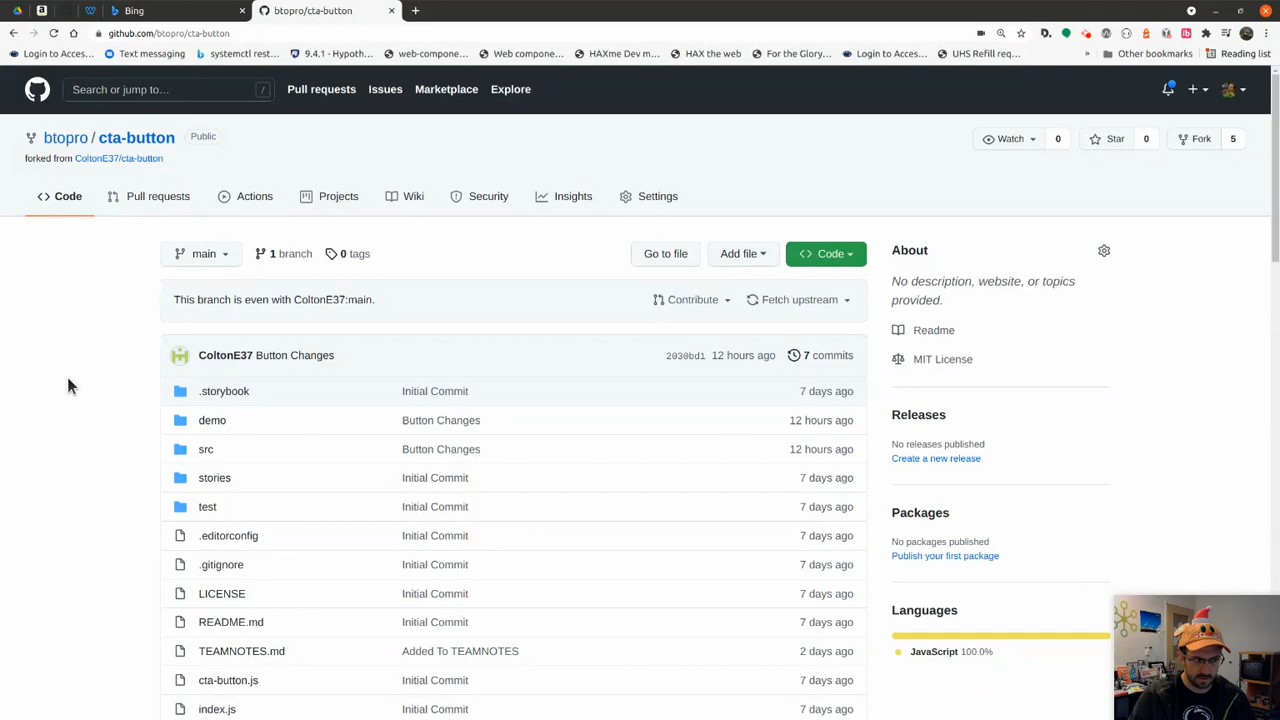 Bing
btopro/cta-button
github.com/btopro/cta-button
Login to Acces...
Text messaging
systemctl rest...
9.4.1 - Hypoth...
web-compone...
Web compone...
HAXme Dev m...
HAX the web
For the Glory...
Login to Acces...
UHS Refill req...
»
Other bookmarks
Reading list
Search or jump to...
/
Pull requests
Issues
Marketplace
Explore
btopro / cta-button
Public
forked from ColtonE37/cta-button
Watch
0
Star
0
Fork
5
Code
Pull requests
Actions
Projects
Wiki
Security
Insights
Settings
main
1 branch
0 tags
Go to file
Add file
Code
This branch is even with ColtonE37:main.
Contribute
Fetch upstream
ColtonE37 Button Changes
2030bd1 12 hours ago
7 commits
.storybook Initial Commit 7 days ago
demo Button Changes 12 hours ago
src Button Changes 12 hours ago
stories Initial Commit 7 days ago
test Initial Commit 7 days ago
.editorconfig Initial Commit 7 days ago
.gitignore Initial Commit 7 days ago
LICENSE Initial Commit 7 days ago
README.md Initial Commit 7 days ago
TEAMNOTES.md Added To TEAMNOTES 2 days ago
cta-button.js Initial Commit 7 days ago
index.js Initial Commit 7 days ago
About
No description, website, or topics
provided.
Readme
MIT License
Releases
No releases published
Create a new release
Packages
No packages published
Publish your first package
Languages
JavaScript 100.0%